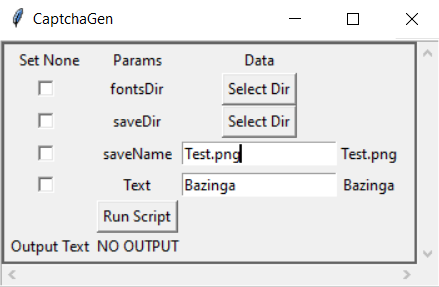 CaptchaGen
Set None Params Data
fontsDir Select Dir
saveDir Select Dir
saveName Test.png Test.png
Text Bazinga Bazinga
Run Script
Output Text NO OUTPUT